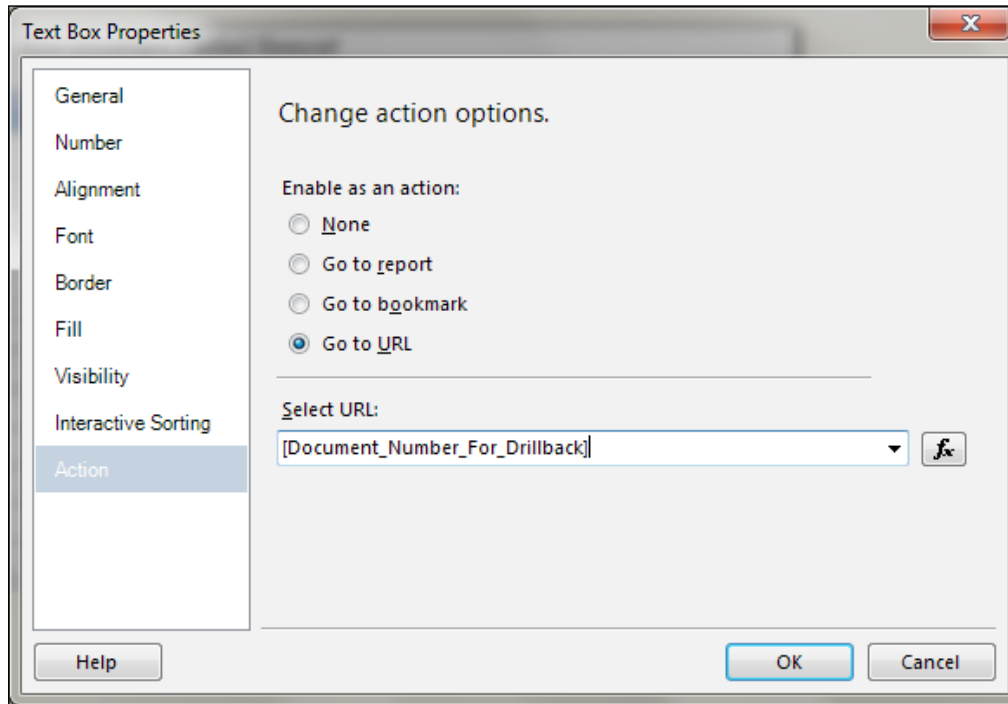 Text Box Properties
General
Number
Alignment
Font
Border
Fill
Visibility
Interactive Sorting
Action
Change action options.
Enable as an action:
None
Go to report
Go to bookmark
Go to URL
Select URL:
[Document_Number_For_Drillback]
fx
Help
OK
Cancel